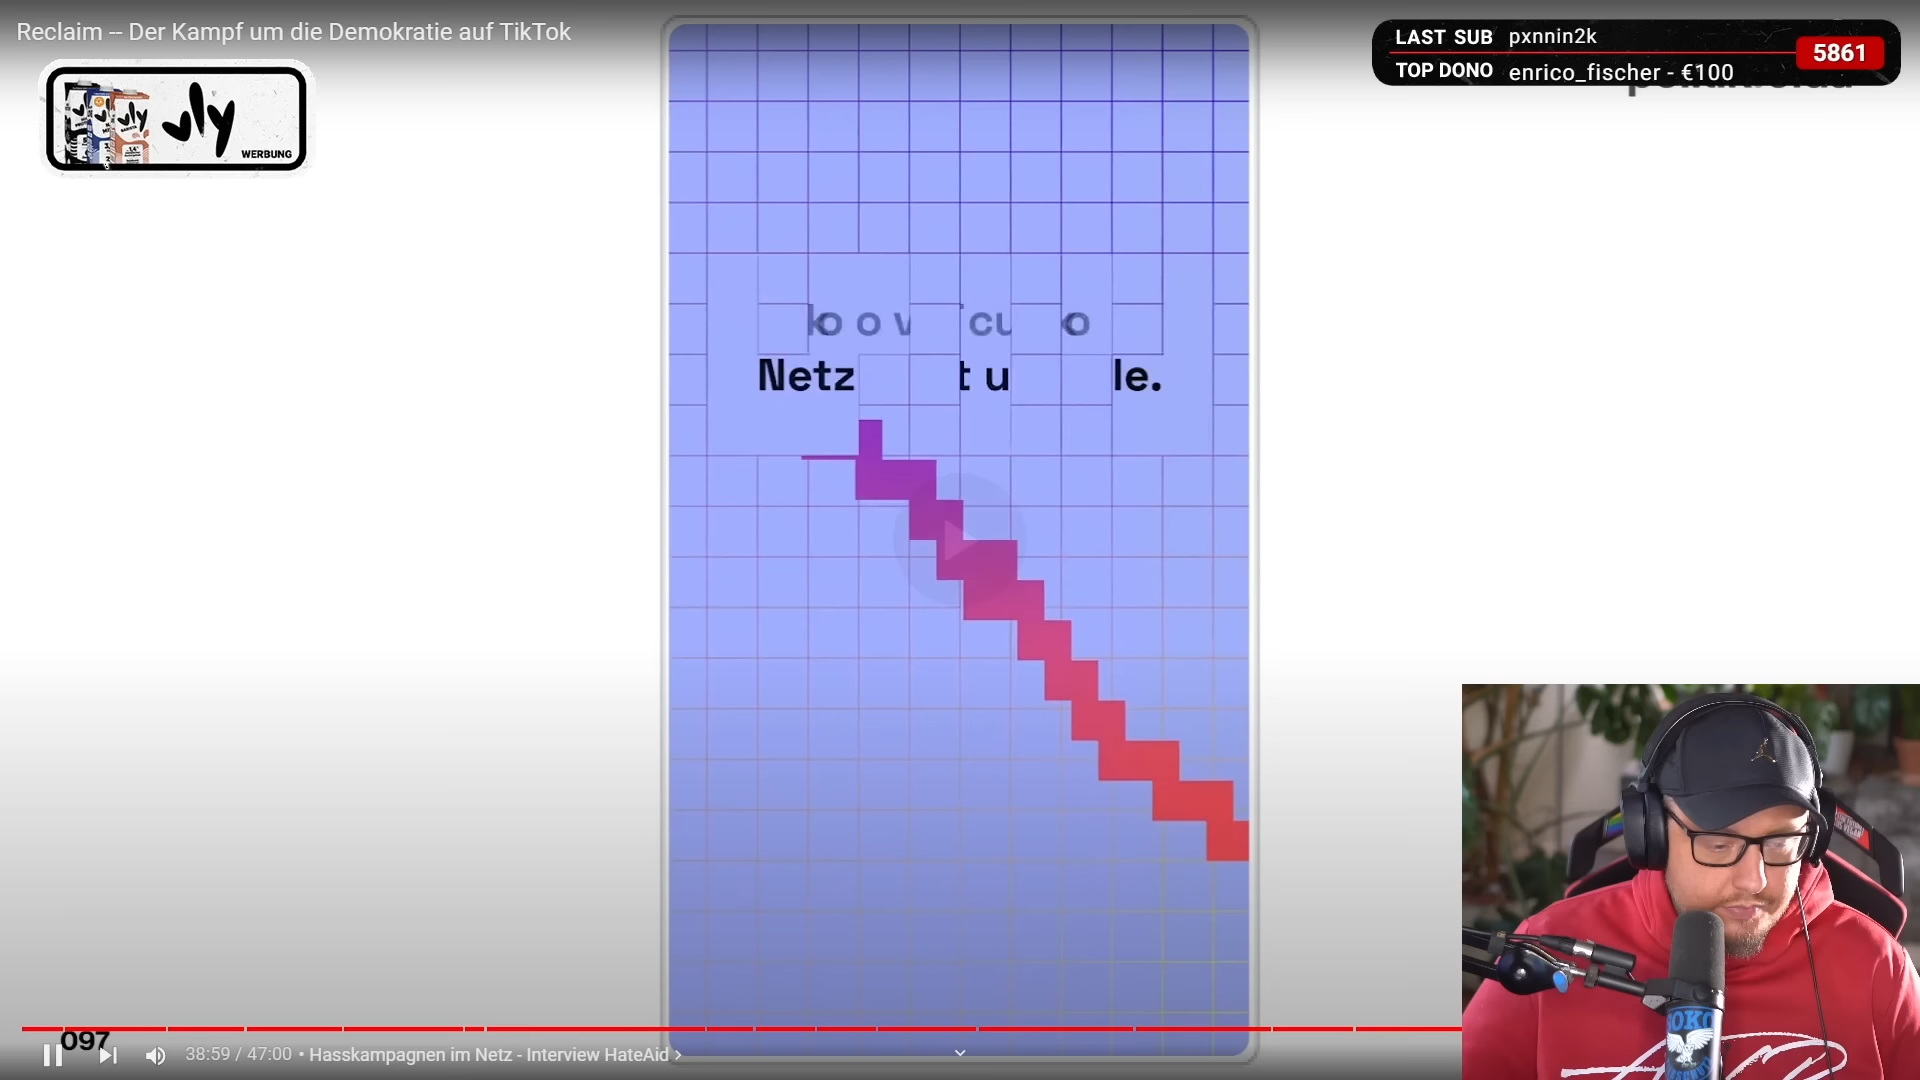 Reclaim -- Der Kampf um die Demokratie auf TikTok
LAST SUB pxnnin2k
5861
TOP DONO enrico_fischer - €100
vly
WERBUNG
Netz t u le.
097
38:59 / 47:00 • Hasskampagnen im Netz - Interview HateAid ›